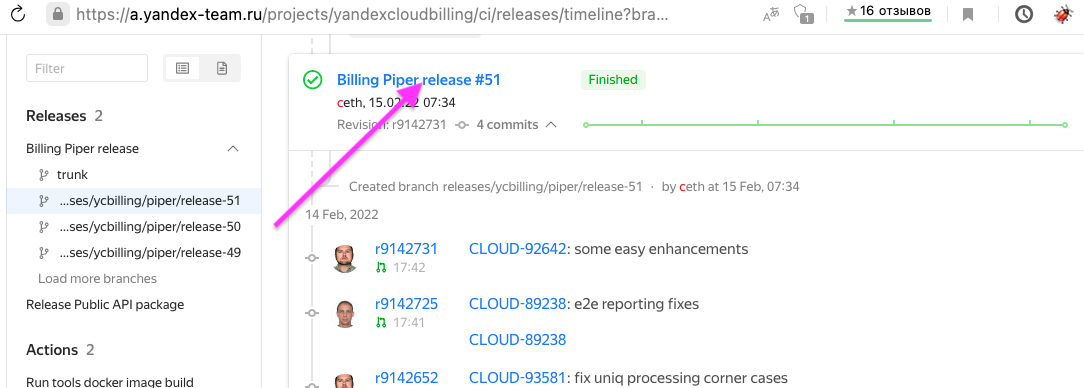 https://a.yandex-team.ru/projects/yandexcloudbilling/ci/releases/timeline?bra...
16 отзывов
Filter
Releases 2
Billing Piper release
trunk
...ses/ycbilling/piper/release-51
...ses/ycbilling/piper/release-50
...ses/ycbilling/piper/release-49
Load more branches
Release Public API package
Actions 2
Run tools docker image build
Billing Piper release #51
Finished
ceth, 15.02.22 07:34
Revision: r9142731 4 commits
Created branch releases/ycbilling/piper/release-51 · by ceth at 15 Feb, 07:34
14 Feb, 2022
r9142731 CLOUD-92642: some easy enhancements
17:42
r9142725 CLOUD-89238: e2e reporting fixes
17:41
CLOUD-89238
r9142652 CLOUD-93581: fix uniq processing corner cases